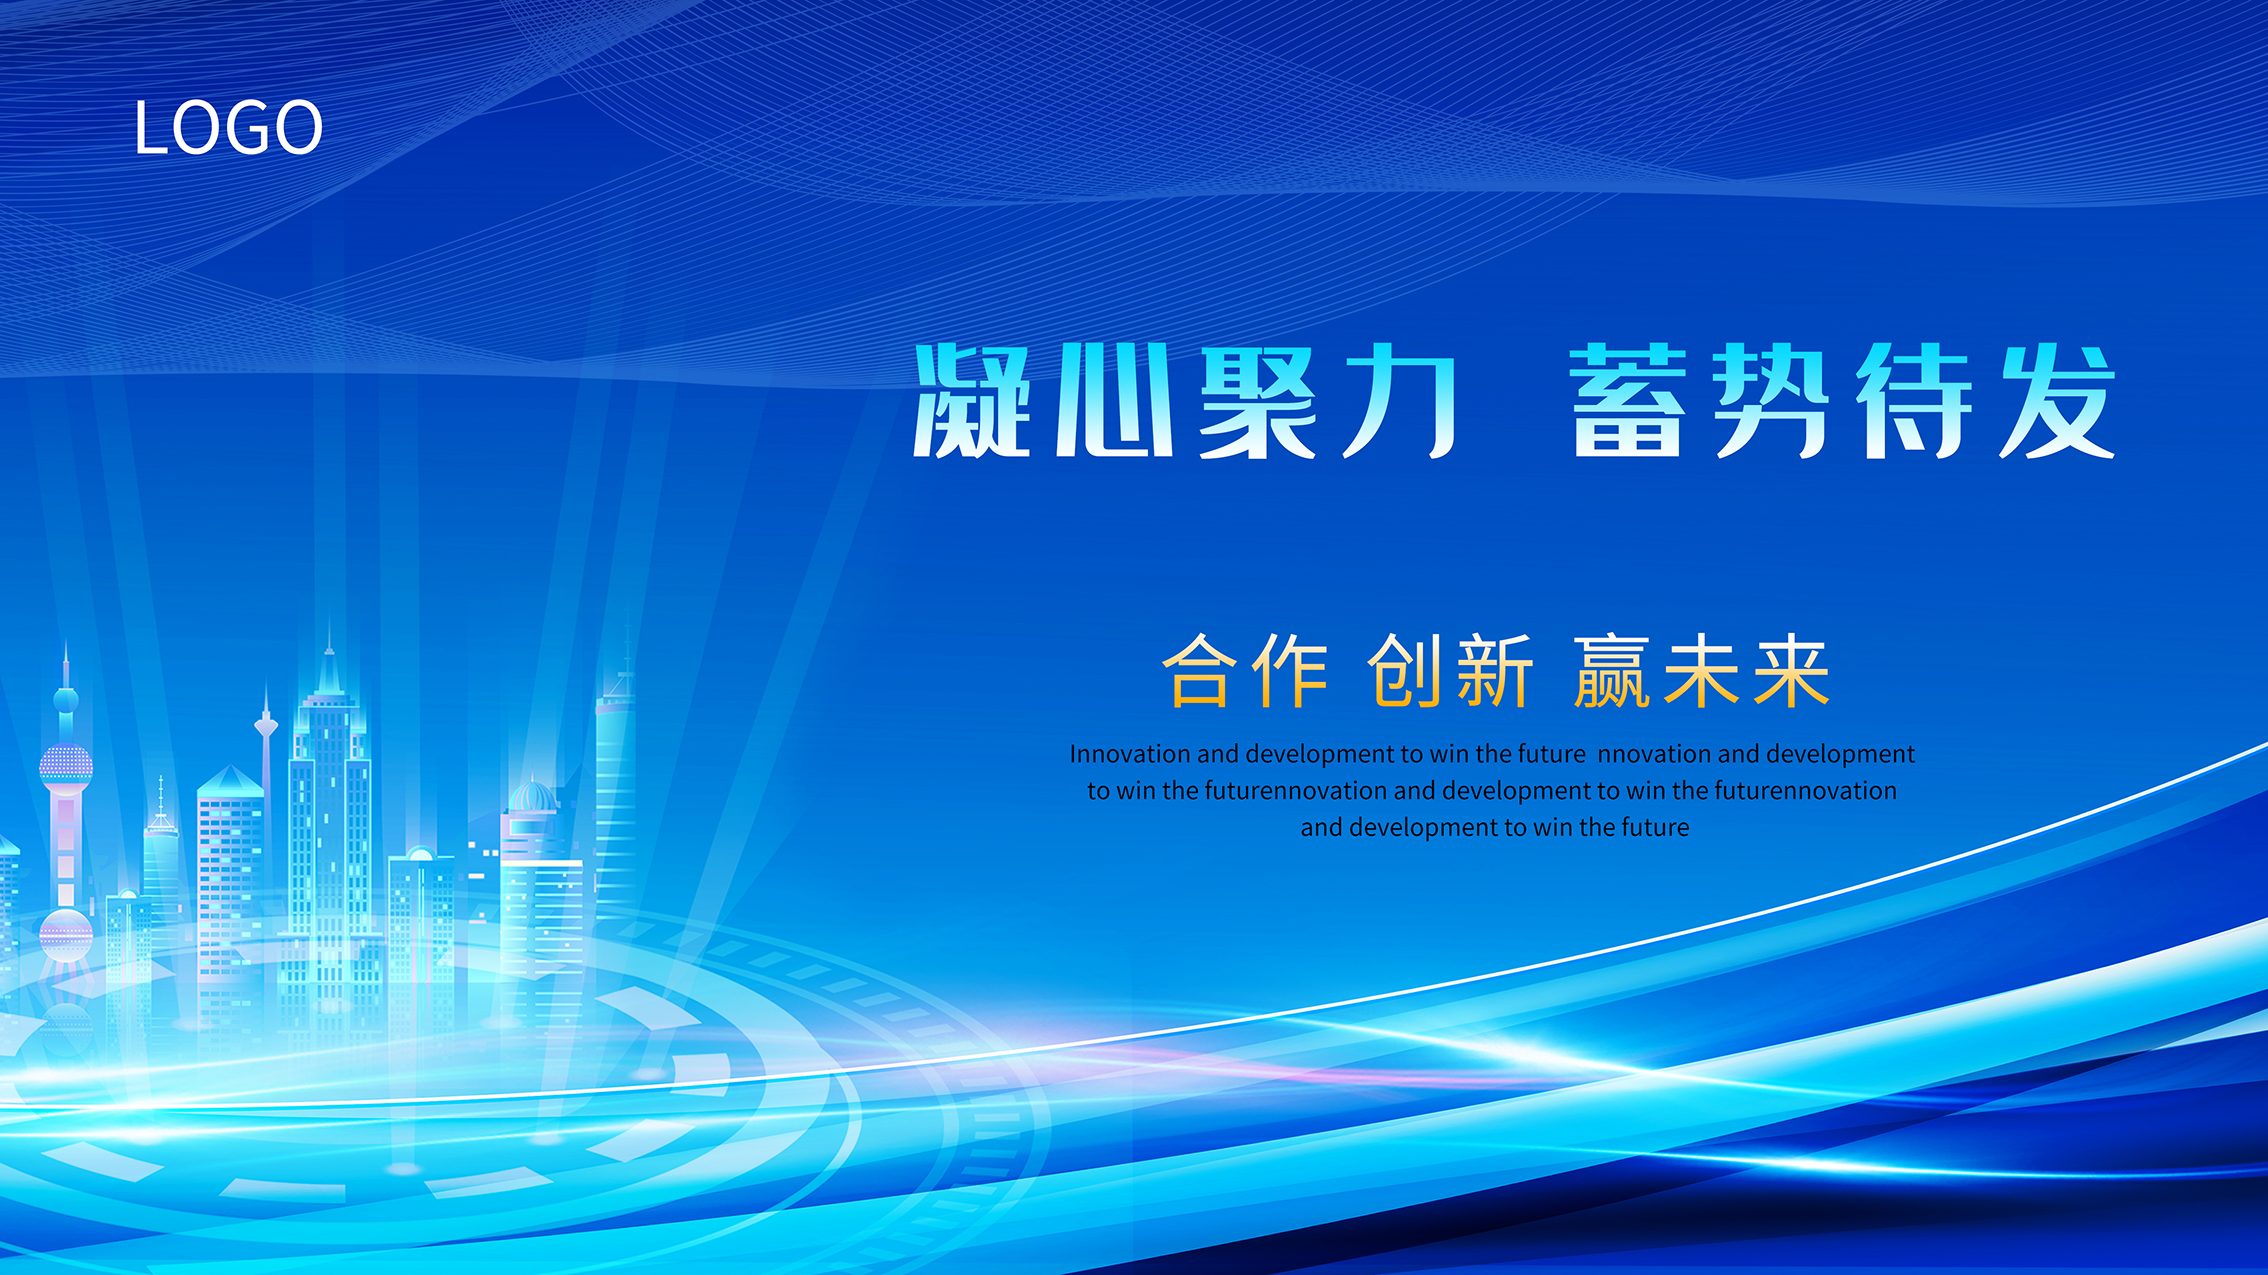 LOGO
凝心聚力 蓄势待发
合作 创新 赢未来
Innovation and development to win the future nnovation and development
to win the futurennovation and development to win the futurennovation
and development to win the future